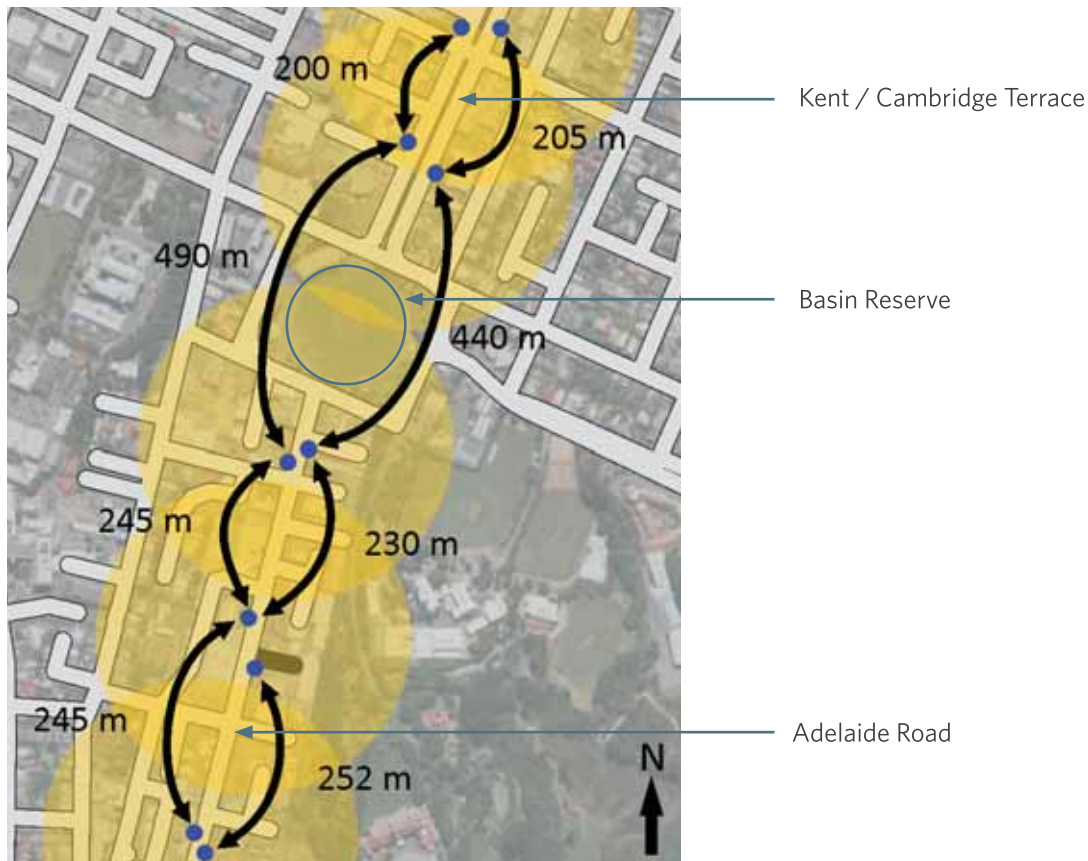 200 m
Kent / Cambridge Terrace
205 m
490 m
Basin Reserve
440 m
245 m
230 m
245 m
Adelaide Road
252 m
N